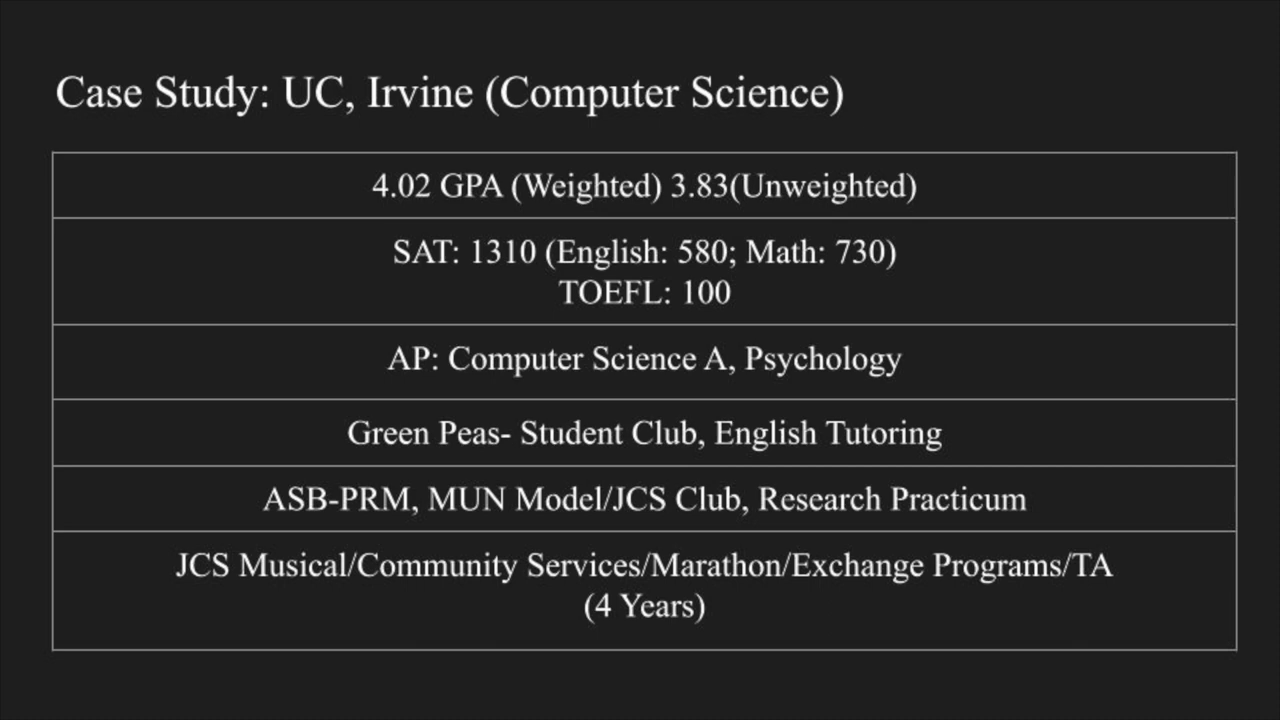 Case Study: UC, Irvine (Computer Science)
4.02 GPA (Weighted) 3.83(Unweighted)
SAT: 1310 (English: 580; Math: 730)
TOEFL: 100
AP: Computer Science A, Psychology
Green Peas- Student Club, English Tutoring
ASB-PRM, MUN Model/JCS Club, Research Practicum
JCS Musical/Community Services/Marathon/Exchange Programs/TA
(4 Years)